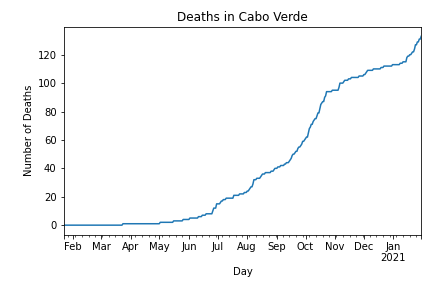 Deaths in Cabo Verde
Number of Deaths
120
100
80
60
40
20
0
Feb Mar Apr May Jun Jul Aug Sep Oct Nov Dec Jan
2021
Day